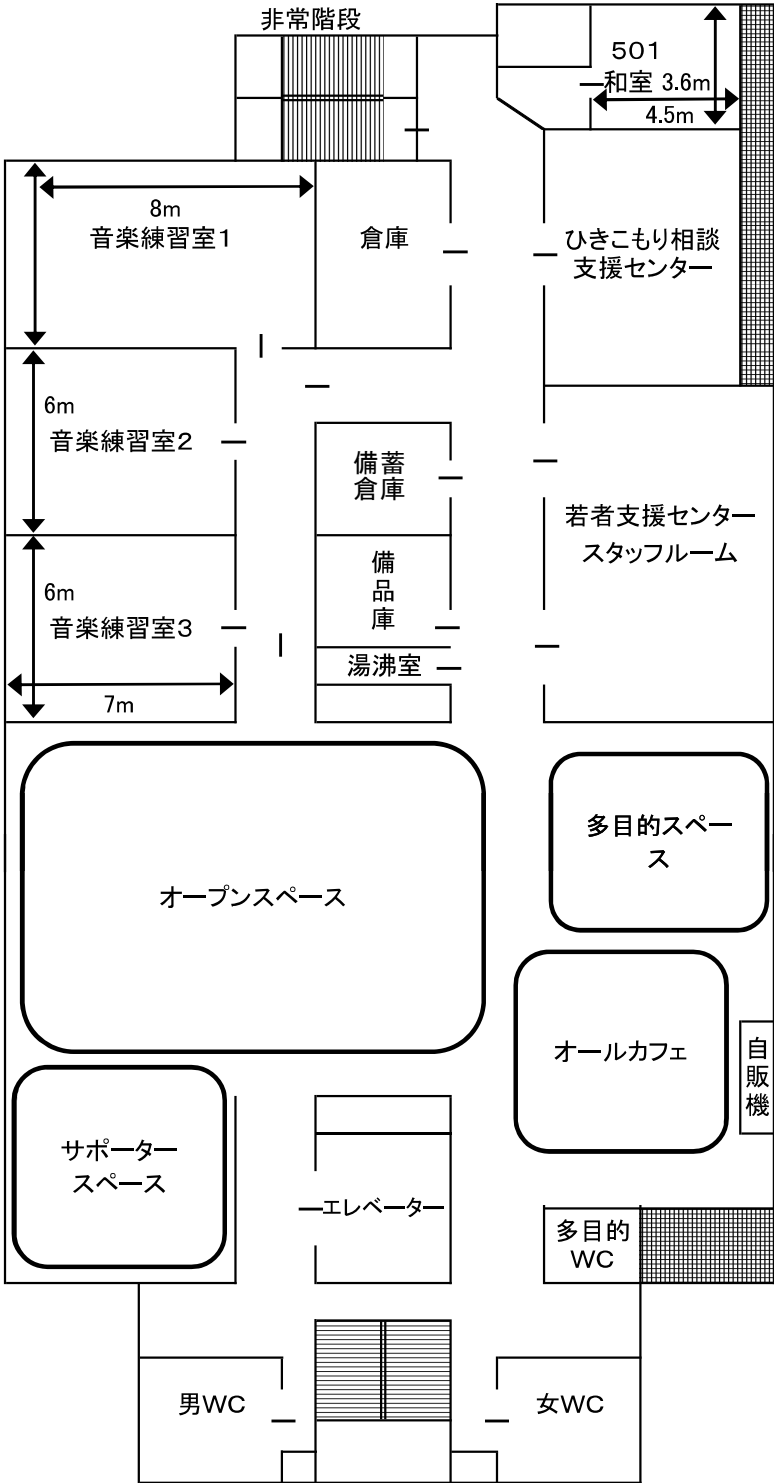 非常階段
501
和室 3.6m
4.5m
8m
音楽練習室1
倉庫
ひきこもり相談
支援センター
6m
音楽練習室2
備蓄
倉庫
若者支援センター
スタッフルーム
6m
音楽練習室3
備
品
庫
湯沸室
7m
オープンスペース
多目的スペー
ス
オールカフェ
自
販
機
サポーター
スペース
エレベーター
多目的
WC
男WC
女WC